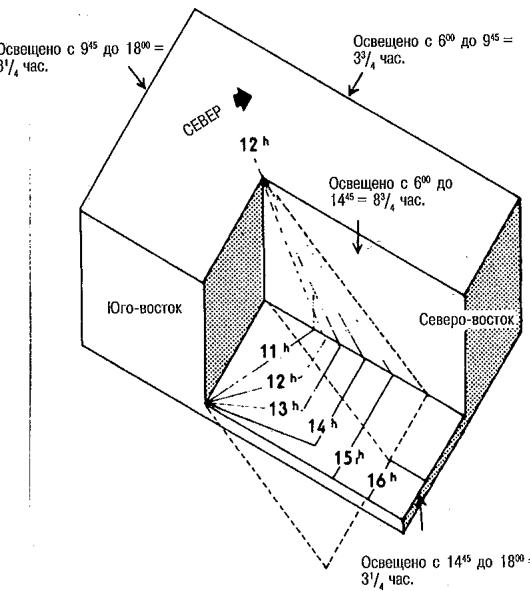 Освещено с 9⁴⁵ до 18⁰⁰ =
3¹/₄ час.
Освещено с 6⁰⁰ до 9⁴⁵ =
3³/₄ час.
СЕВЕР
12 h
Освещено с 6⁰⁰ до
14⁴⁵ = 8³/₄ час.
Юго-восток
Северо-восток
11 h
12 h
13 h
14 h
15 h
16 h
Освещено с 14⁴⁵ до 18⁰⁰ =
3¹/₄ час.